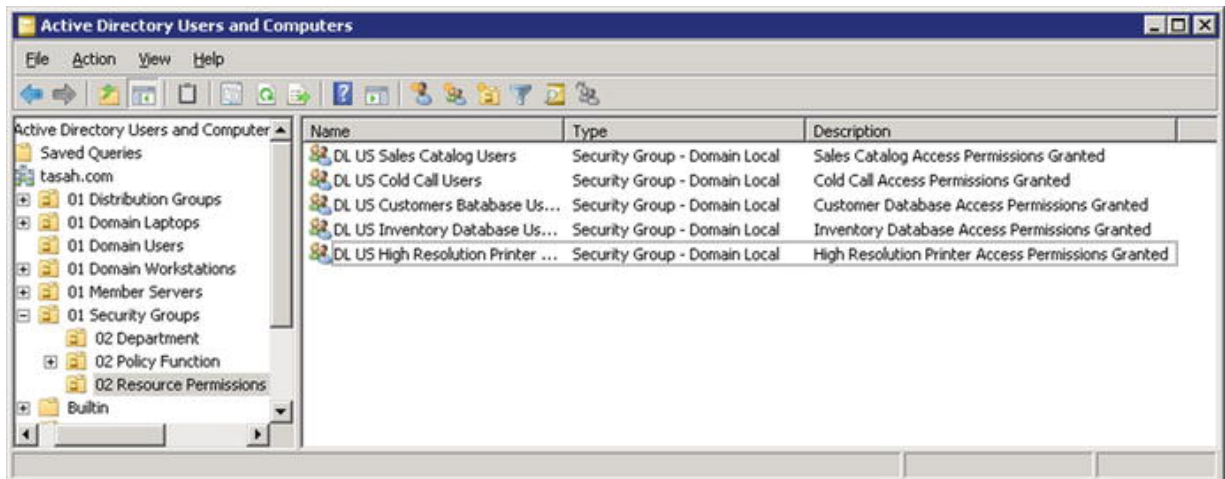 Active Directory Users and Computers
File Action View Help
Active Directory Users and Computer
Saved Queries
tasah.com
01 Distribution Groups
01 Domain Laptops
01 Domain Users
01 Domain Workstations
01 Member Servers
01 Security Groups
02 Department
02 Policy Function
02 Resource Permissions
Builtin
Name Type Description
DL US Sales Catalog Users Security Group - Domain Local Sales Catalog Access Permissions Granted
DL US Cold Call Users Security Group - Domain Local Cold Call Access Permissions Granted
DL US Customers Batabase Us... Security Group - Domain Local Customer Database Access Permissions Granted
DL US Inventory Database Us... Security Group - Domain Local Inventory Database Access Permissions Granted
DL US High Resolution Printer ... Security Group - Domain Local High Resolution Printer Access Permissions Granted